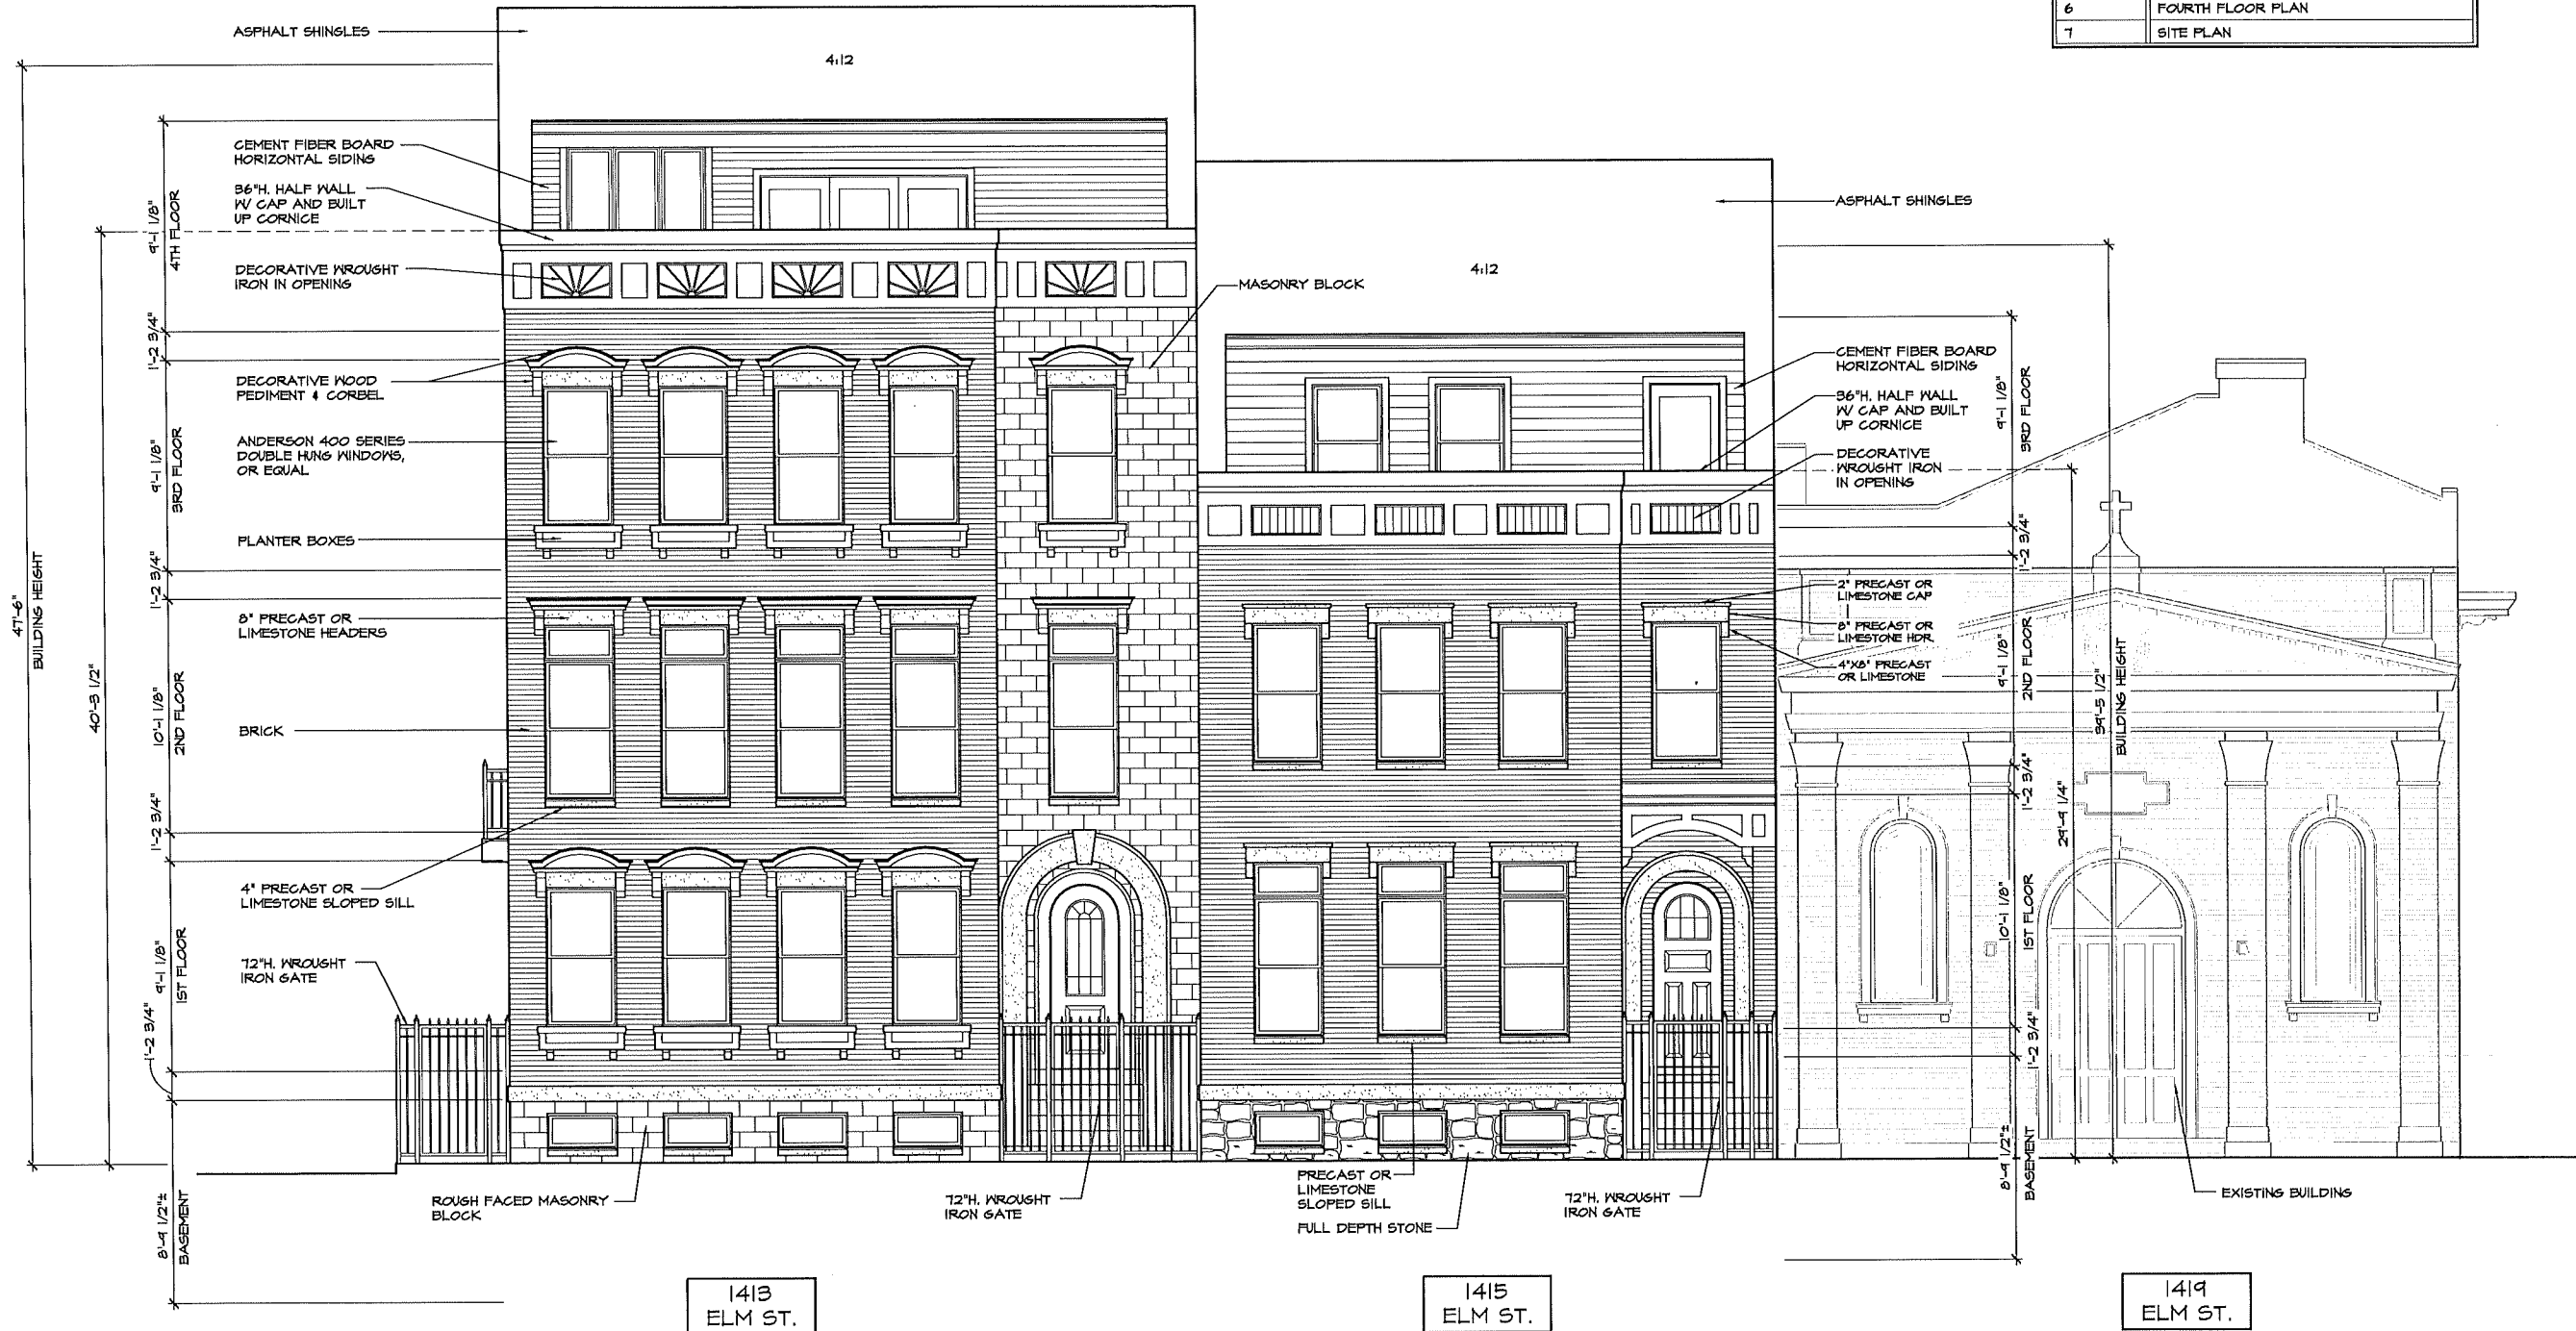 6 FOURTH FLOOR PLAN
7 SITE PLAN
ASPHALT SHINGLES
4:12
CEMENT FIBER BOARD
HORIZONTAL SIDING
36"H. HALF WALL
W/ CAP AND BUILT
UP CORNICE
DECORATIVE WROUGHT
IRON IN OPENING
DECORATIVE WOOD
PEDIMENT & CORBEL
ANDERSON 400 SERIES
DOUBLE HUNG WINDOWS,
OR EQUAL
PLANTER BOXES
8" PRECAST OR
LIMESTONE HEADERS
BRICK
4" PRECAST OR
LIMESTONE SLOPED SILL
72"H. WROUGHT
IRON GATE
47'-6"
BUILDING HEIGHT
40'-3 1/2"
9'-1 1/8"
4TH FLOOR
1'-2 3/4"
9'-1 1/8"
3RD FLOOR
1'-2 3/4"
10'-1 1/8"
2ND FLOOR
1'-2 3/4"
9'-1 1/8"
1ST FLOOR
1'-2 3/4"
8'-9 1/2"±
BASEMENT
MASONRY BLOCK
ROUGH FACED MASONRY
BLOCK
72"H. WROUGHT
IRON GATE
4:12
ASPHALT SHINGLES
CEMENT FIBER BOARD
HORIZONTAL SIDING
36"H. HALF WALL
W/ CAP AND BUILT
UP CORNICE
DECORATIVE
WROUGHT IRON
IN OPENING
2" PRECAST OR
LIMESTONE CAP
8" PRECAST OR
LIMESTONE HDR.
4"X8" PRECAST
OR LIMESTONE
9'-1 1/8"
3RD FLOOR
1'-2 3/4"
9'-1 1/8"
2ND FLOOR
1'-2 3/4"
10'-1 1/8"
1ST FLOOR
1'-2 3/4"
8'-9 1/2"±
BASEMENT
29'-9 1/4"
39'-5 1/2"
BUILDING HEIGHT
PRECAST OR
LIMESTONE
SLOPED SILL
FULL DEPTH STONE
72"H. WROUGHT
IRON GATE
EXISTING BUILDING
1413
ELM ST.
1415
ELM ST.
1419
ELM ST.